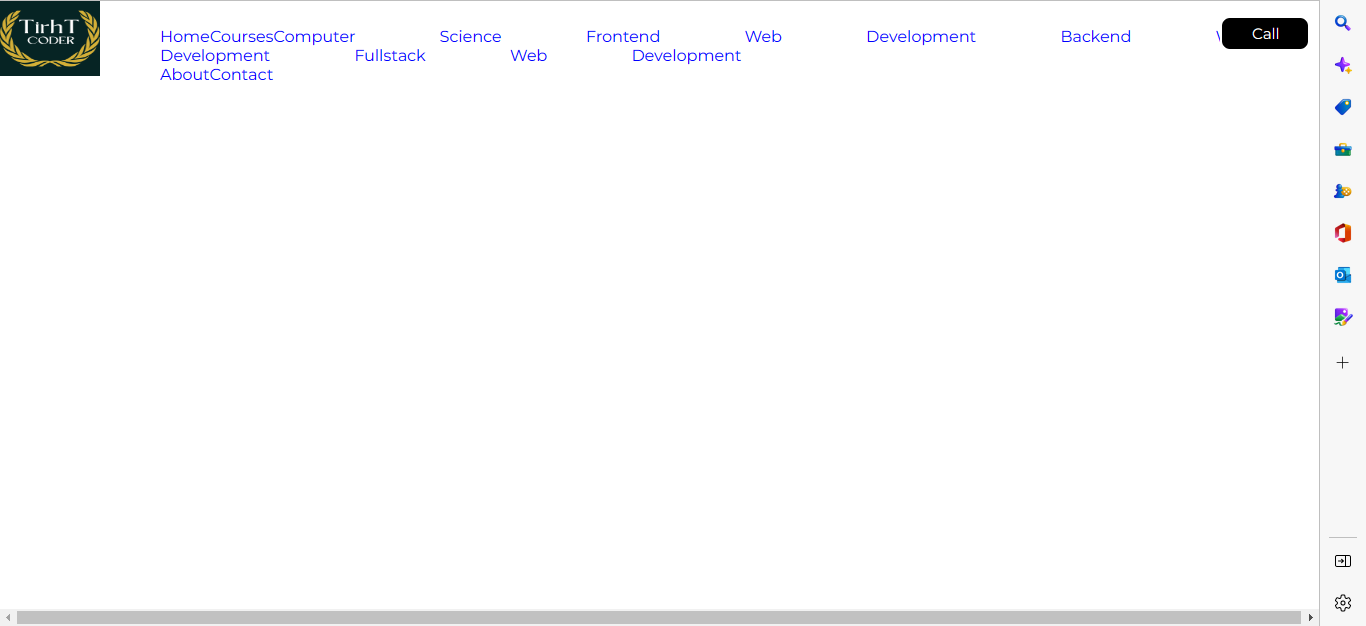 TirhT
CODER
HomeCoursesComputer Science Frontend Web Development Backend
Development Fullstack Web Development
AboutContact
Call